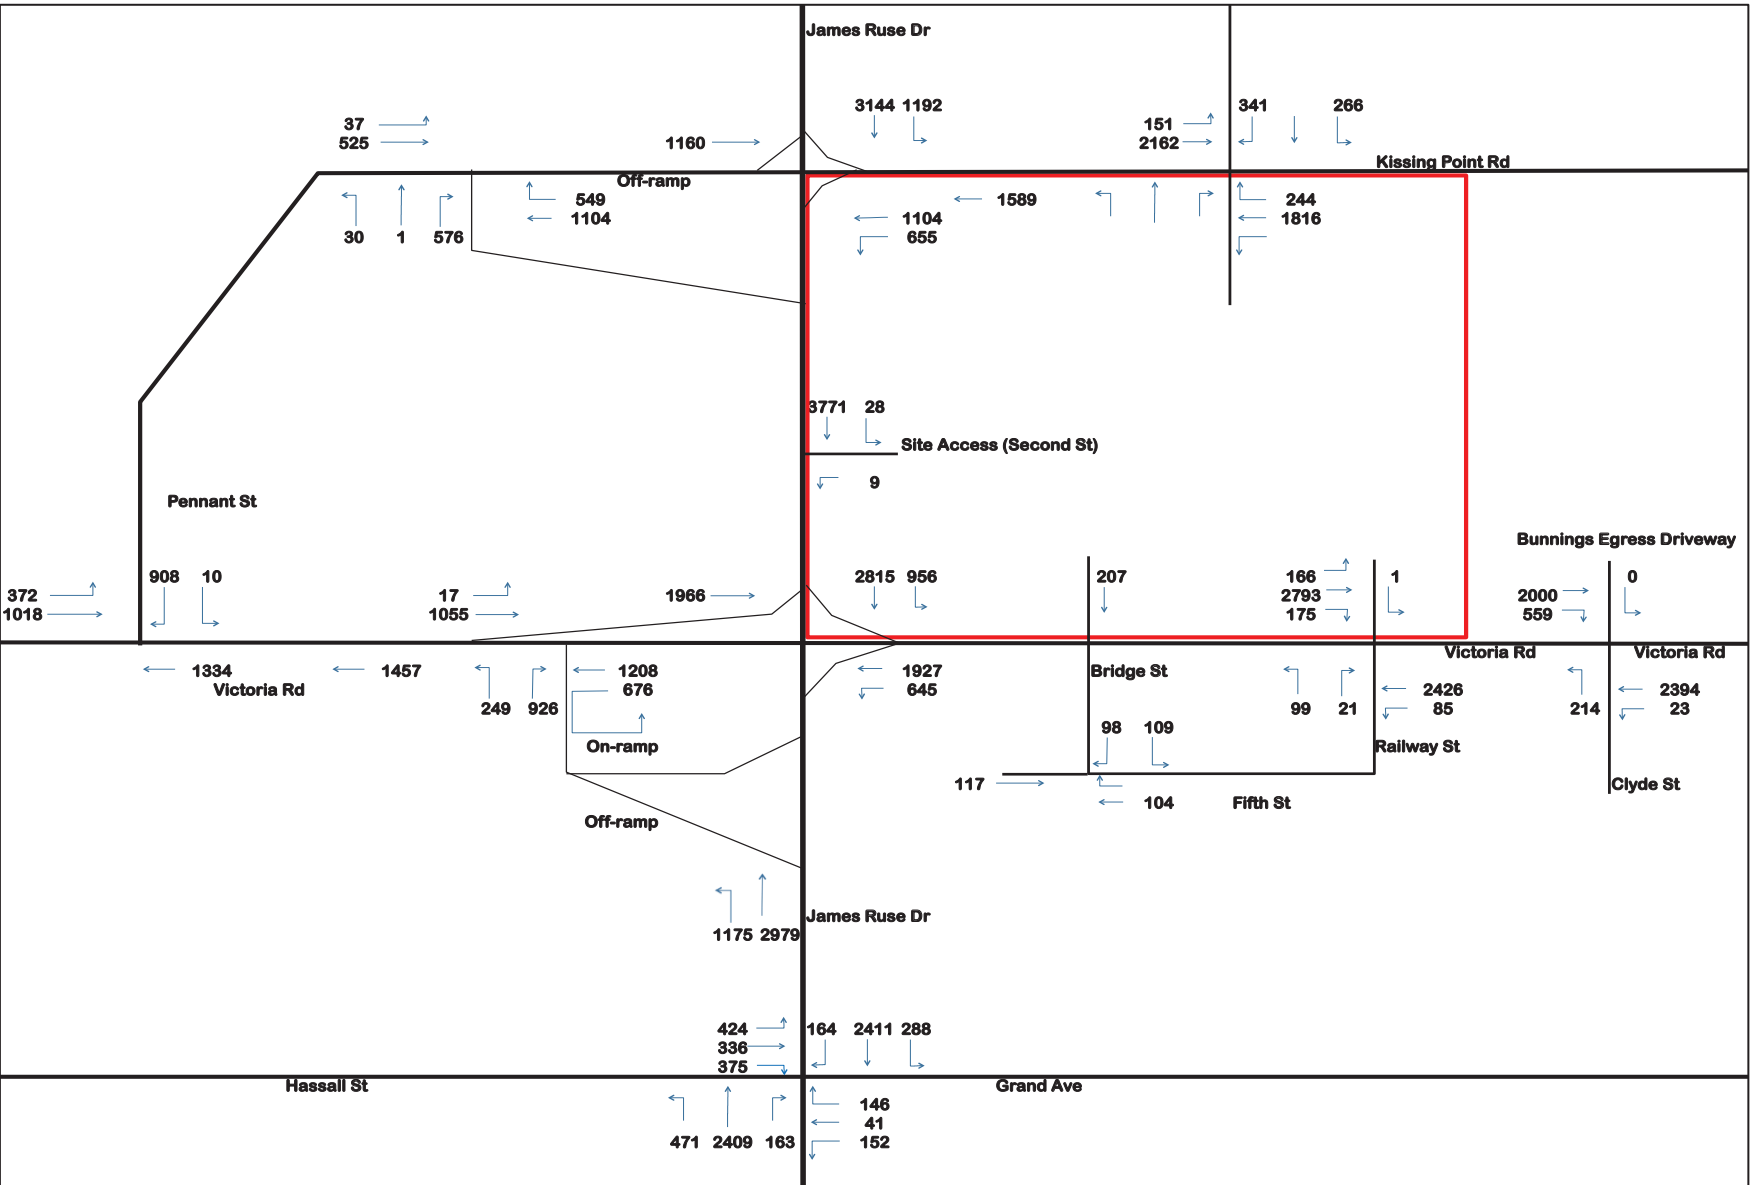 James Ruse Dr
3144 1192
341 266
37
151
525
1160
2162
Kissing Point Rd
Off-ramp
549
1589
244
1104
1104
1816
30 1 576
655
3771 28
Site Access (Second St)
9
Pennant St
Bunnings Egress Driveway
908 10
2815 956
207
166
1
0
372
17
1966
2793
2000
1018
1055
175
559
Victoria Rd
Victoria Rd
1334
1457
1208
1927
Bridge St
Victoria Rd
676
645
2426
2394
249 926
99 21
85
214
23
98 109
On-ramp
Railway St
117
Clyde St
104
Fifth St
Off-ramp
James Ruse Dr
1175 2979
424
164 2411 288
336
375
Hassall St
Grand Ave
146
41
471 2409 163
152